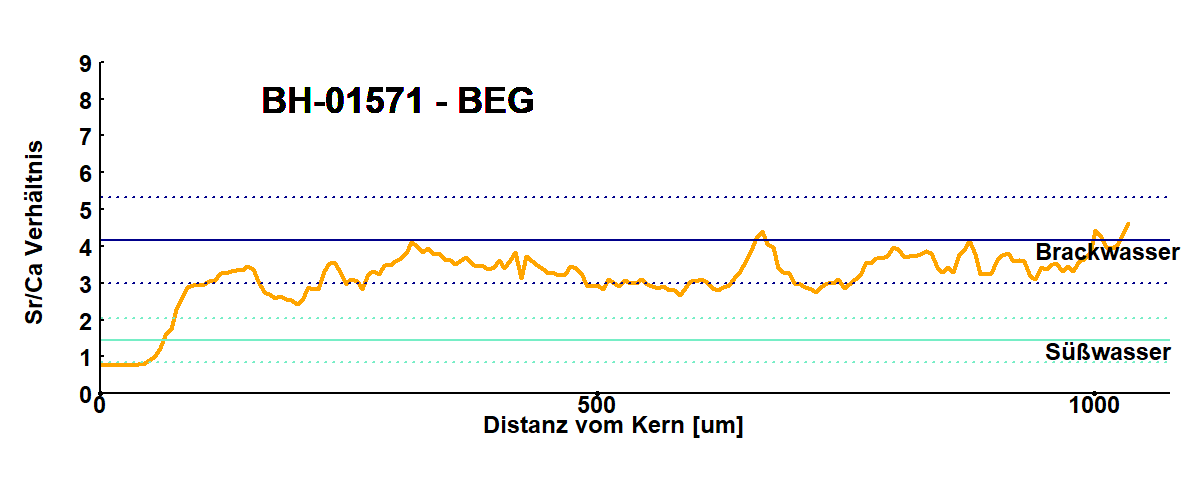 BH-01571 - BEG
Sr/Ca Verhältnis
9
8
7
6
5
4
3
2
1
0
Brackwasser
Süßwasser
0 500 1000
Distanz vom Kern [um]